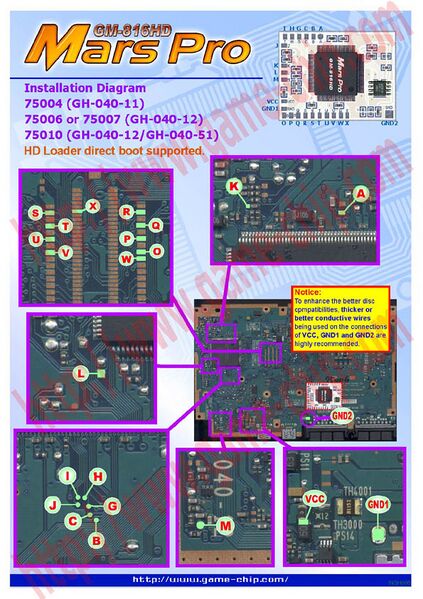 GM-816HD
Mars Pro
T H G C B A
J
M
K
L
VCC
GND1
O P Q R S T U V W X
GND2
Mars Pro
GM-816HD
Installation Diagram
75004 (GH-040-11)
75006 or 75007 (GH-040-12)
75010 (GH-040-12/GH-040-51)
HD Loader direct boot supported.
S
X
R
T
Q
U
P
V
W
O
K
A
Notice:
To enhance the better disc
cpmpatibilities, thicker or
better conductive wires
being used on the connections
of VCC, GND1 and GND2 are
highly recommended.
L
GND2
I
H
J
G
C
B
040-
M
VCC
TH4001
GND1
TH3000
PS14
http://www.game-chip.com/